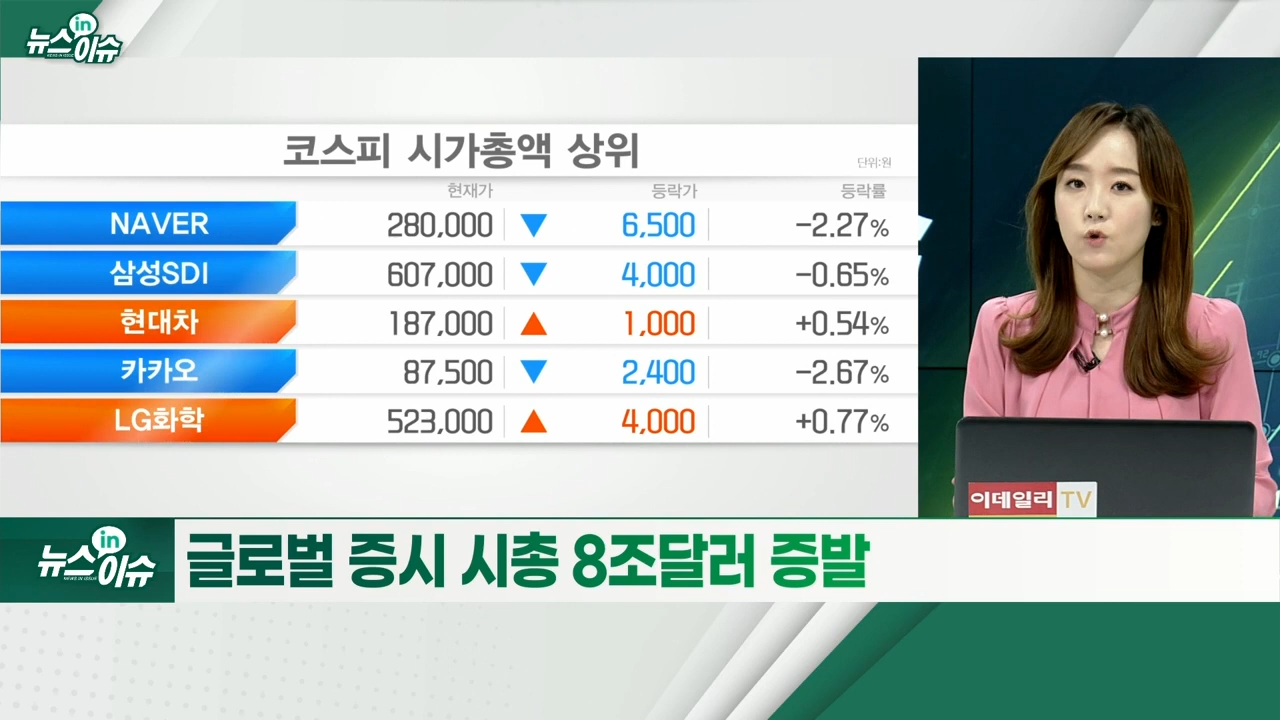 뉴스in이슈
코스피 시가총액 상위
단위:원
현재가 등락가 등락률
NAVER 280,000 ▼ 6,500 -2.27%
삼성SDI 607,000 ▼ 4,000 -0.65%
현대차 187,000 ▲ 1,000 +0.54%
카카오 87,500 ▼ 2,400 -2.67%
LG화학 523,000 ▲ 4,000 +0.77%
이데일리 TV
뉴스in이슈
NEWS IN ISSUE
글로벌 증시 시총 8조달러 증발